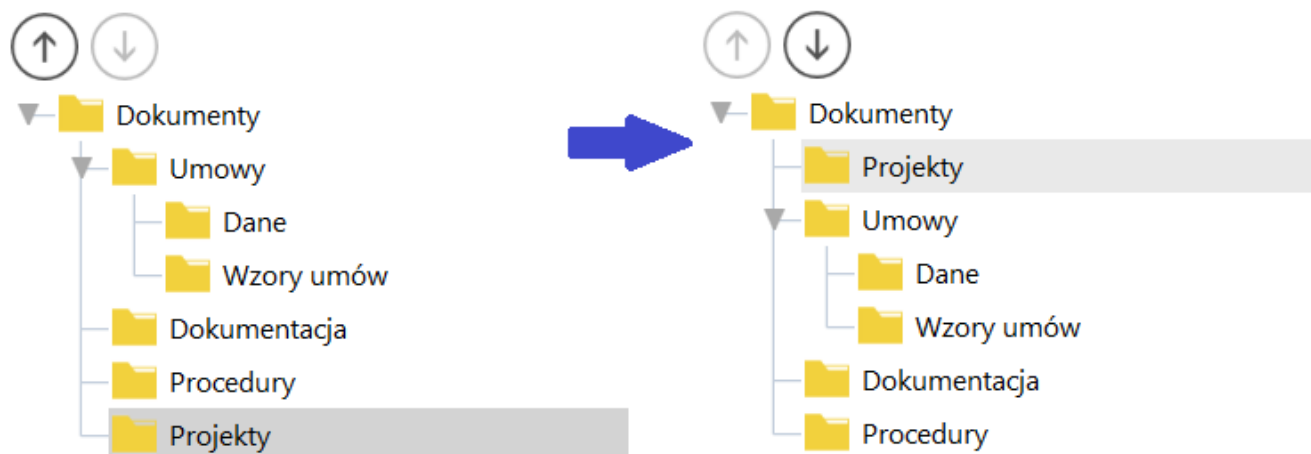 Dokumenty
Umowy
Dane
Wzory umów
Dokumentacja
Procedury
Projekty
Dokumenty
Projekty
Umowy
Dane
Wzory umów
Dokumentacja
Procedury